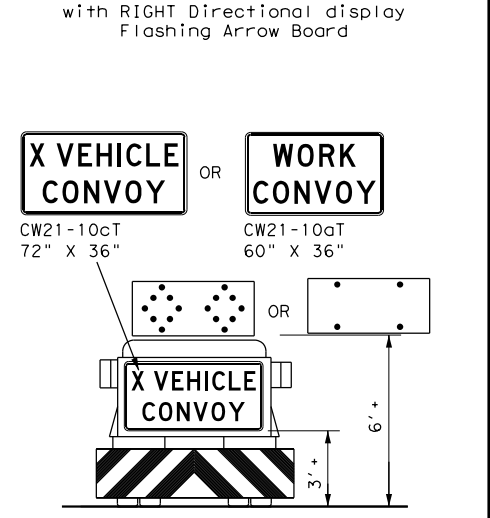 with RIGHT Directional display
Flashing Arrow Board
X VEHICLE
CONVOY
OR
WORK
CONVOY
CW21-10cT
72" X 36"
CW21-10aT
60" X 36"
OR
X VEHICLE
CONVOY
3' +
6' +